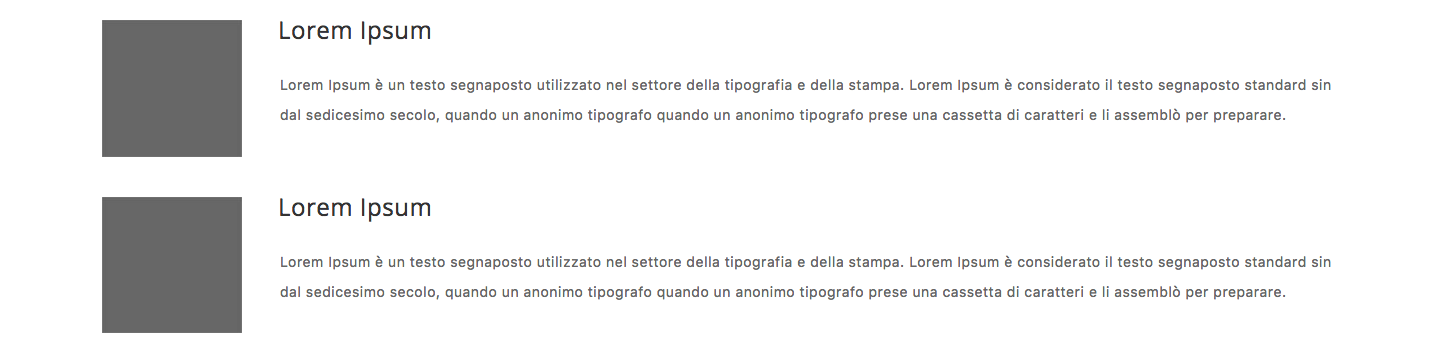 Lorem Ipsum
Lorem Ipsum è un testo segnaposto utilizzato nel settore della tipografia e della stampa. Lorem Ipsum è considerato il testo segnaposto standard sin
dal sedicesimo secolo, quando un anonimo tipografo quando un anonimo tipografo prese una cassetta di caratteri e li assemblò per preparare.
Lorem Ipsum
Lorem Ipsum è un testo segnaposto utilizzato nel settore della tipografia e della stampa. Lorem Ipsum è considerato il testo segnaposto standard sin
dal sedicesimo secolo, quando un anonimo tipografo quando un anonimo tipografo prese una cassetta di caratteri e li assemblò per preparare.